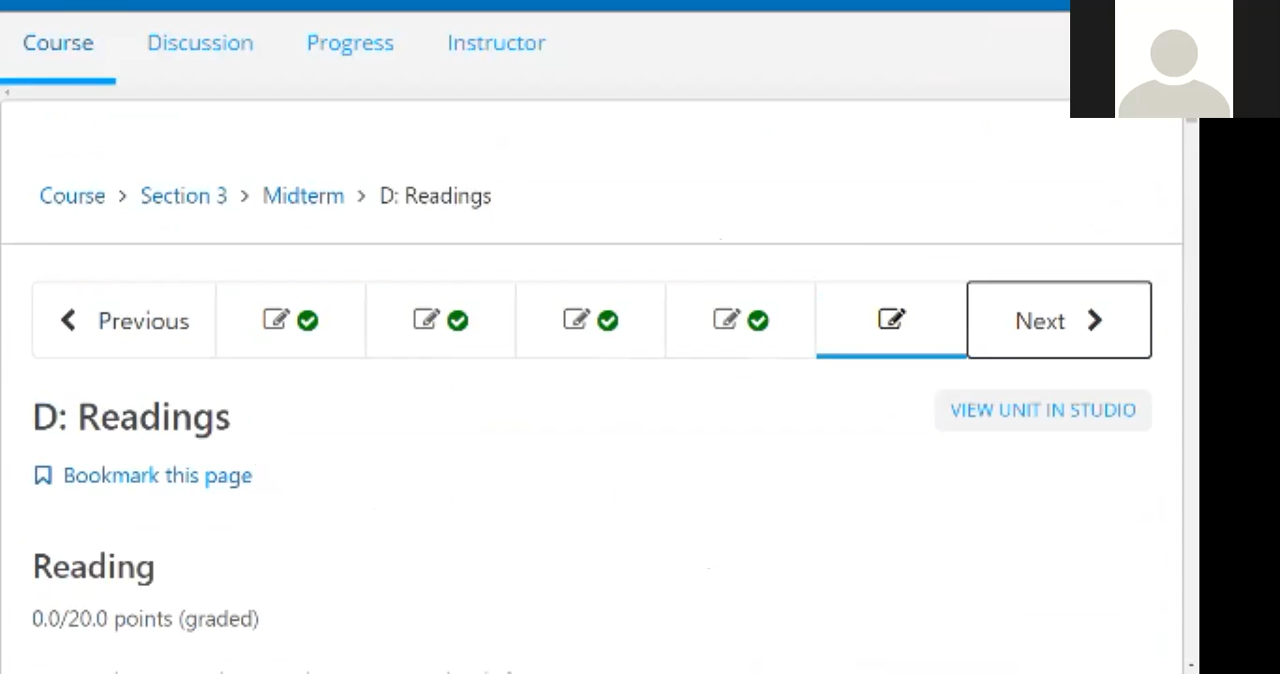 Course Discussion Progress Instructor
Course > Section 3 > Midterm > D: Readings
Previous Next
D: Readings
VIEW UNIT IN STUDIO
Bookmark this page
Reading
0.0/20.0 points (graded)